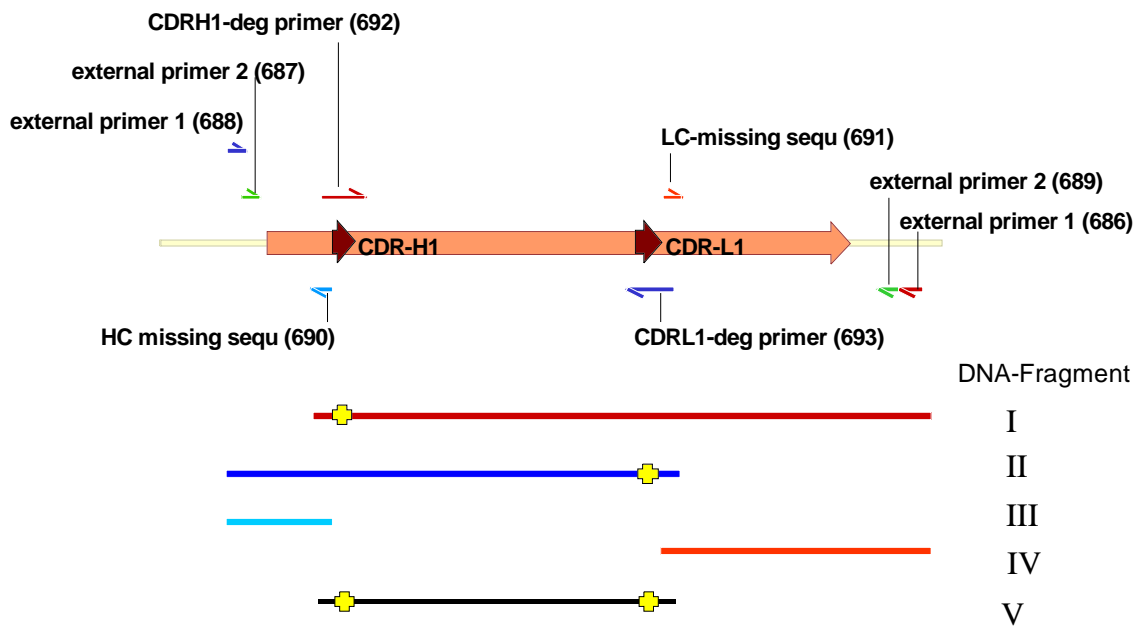 CDRH1-deg primer (692)
external primer 2 (687)
external primer 1 (688)
LC-missing sequ (691)
external primer 2 (689)
external primer 1 (686)
CDR-H1
CDR-L1
HC missing sequ (690)
CDRL1-deg primer (693)
DNA-Fragment
I
II
III
IV
V